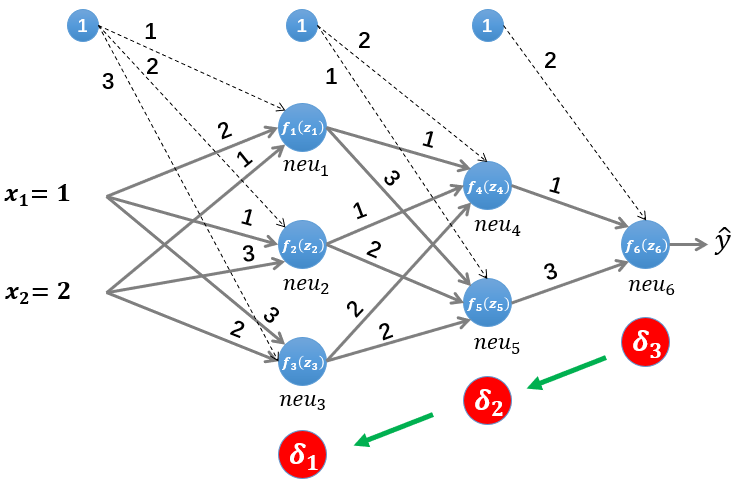 1 1 1
1
2
3
2
1
2
f₁(z₁)
neu₁
2
1
x₁= 1
1
3
x₂= 2
3
2
f₂(z₂)
neu₂
f₃(z₃)
neu₃
1
3
1
2
2
2
f₄(z₄)
neu₄
f₅(z₅)
neu₅
1
3
f₆(z₆)
neu₆
ŷ
δ₃
δ₂
δ₁